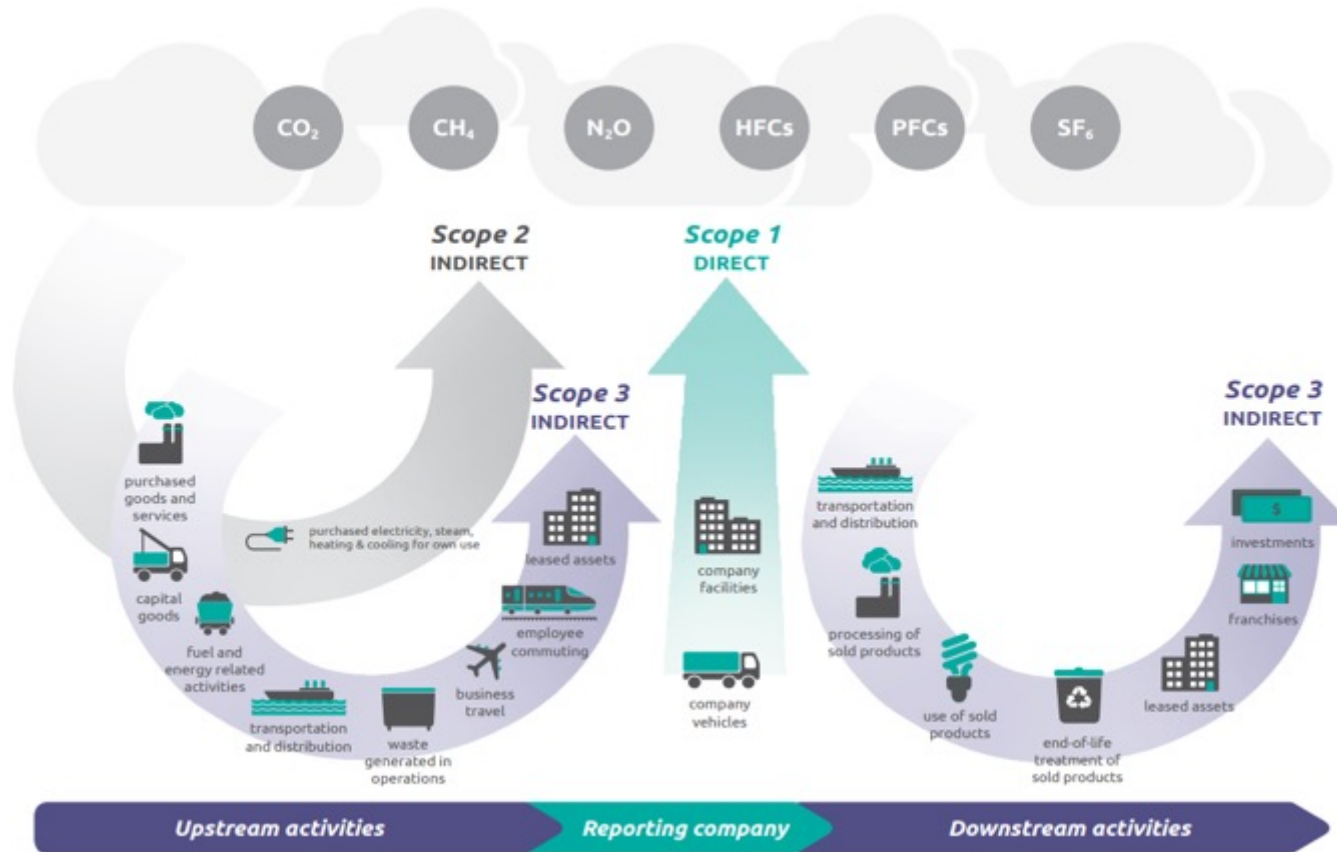 CO₂
CH₄
N₂O
HFCs
PFCs
SF₆
Scope 2
INDIRECT
Scope 1
DIRECT
Scope 3
INDIRECT
Scope 3
INDIRECT
purchased
goods and
services
capital
goods
fuel and
energy related
activities
transportation
and distribution
waste
generated in
operations
business
travel
employee
commuting
leased assets
purchased electricity, steam,
heating & cooling for own use
company
facilities
company
vehicles
transportation
and distribution
processing of
sold products
use of sold
products
end-of-life
treatment of
sold products
leased assets
franchises
$
investments
Upstream activities
Reporting company
Downstream activities